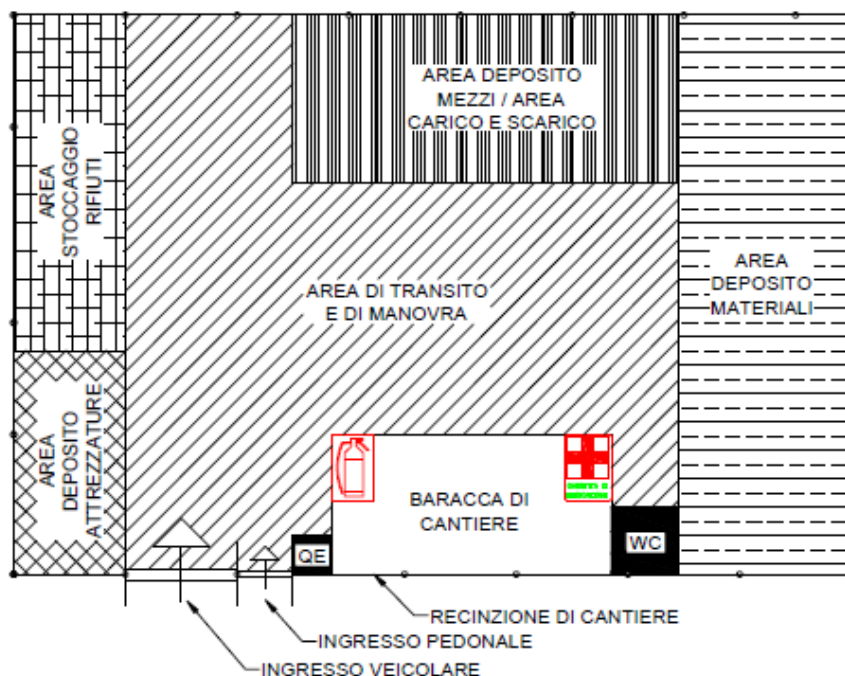 AREA DEPOSITO
MEZZI / AREA
CARICO E SCARICO
AREA
STOCCAGGIO
RIFIUTI
AREA DI TRANSITO
E DI MANOVRA
AREA
DEPOSITO
MATERIALI
AREA
DEPOSITO
ATTREZZATURE
BARACCA DI
CANTIERE
QE
WC
RECINZIONE DI CANTIERE
INGRESSO PEDONALE
INGRESSO VEICOLARE